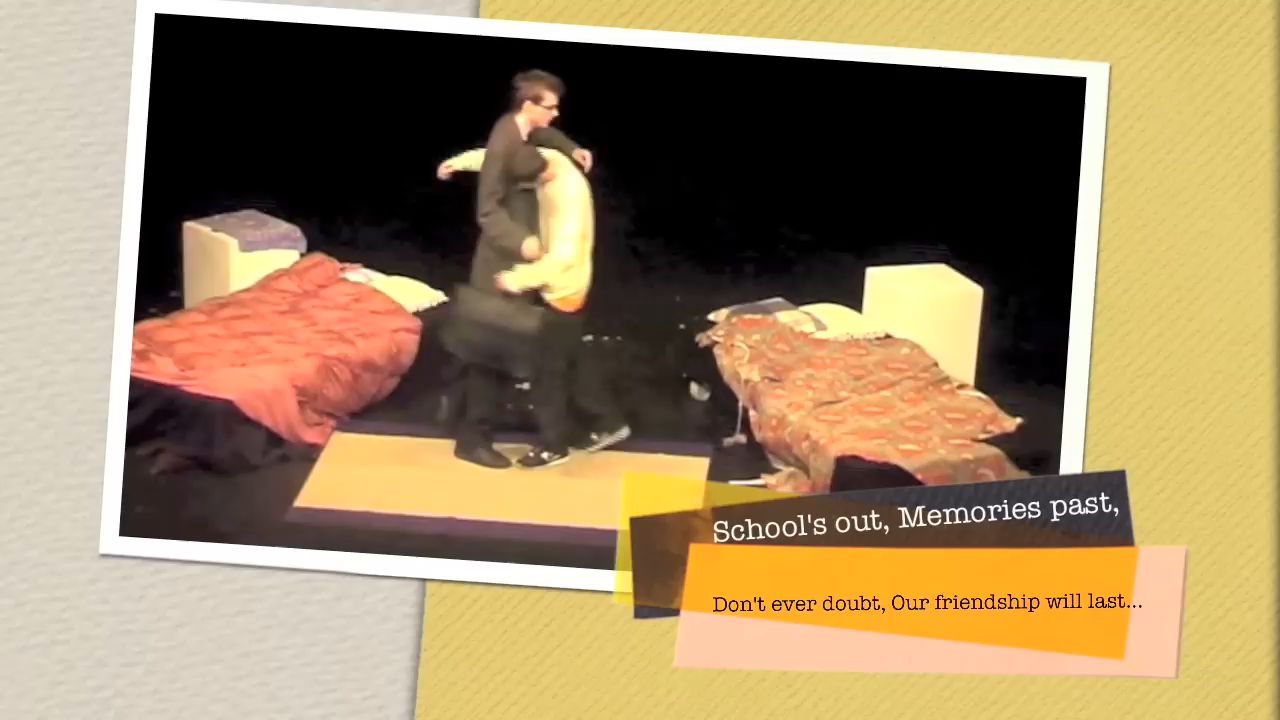 School's out, Memories past,
Don't ever doubt, Our friendship will last...